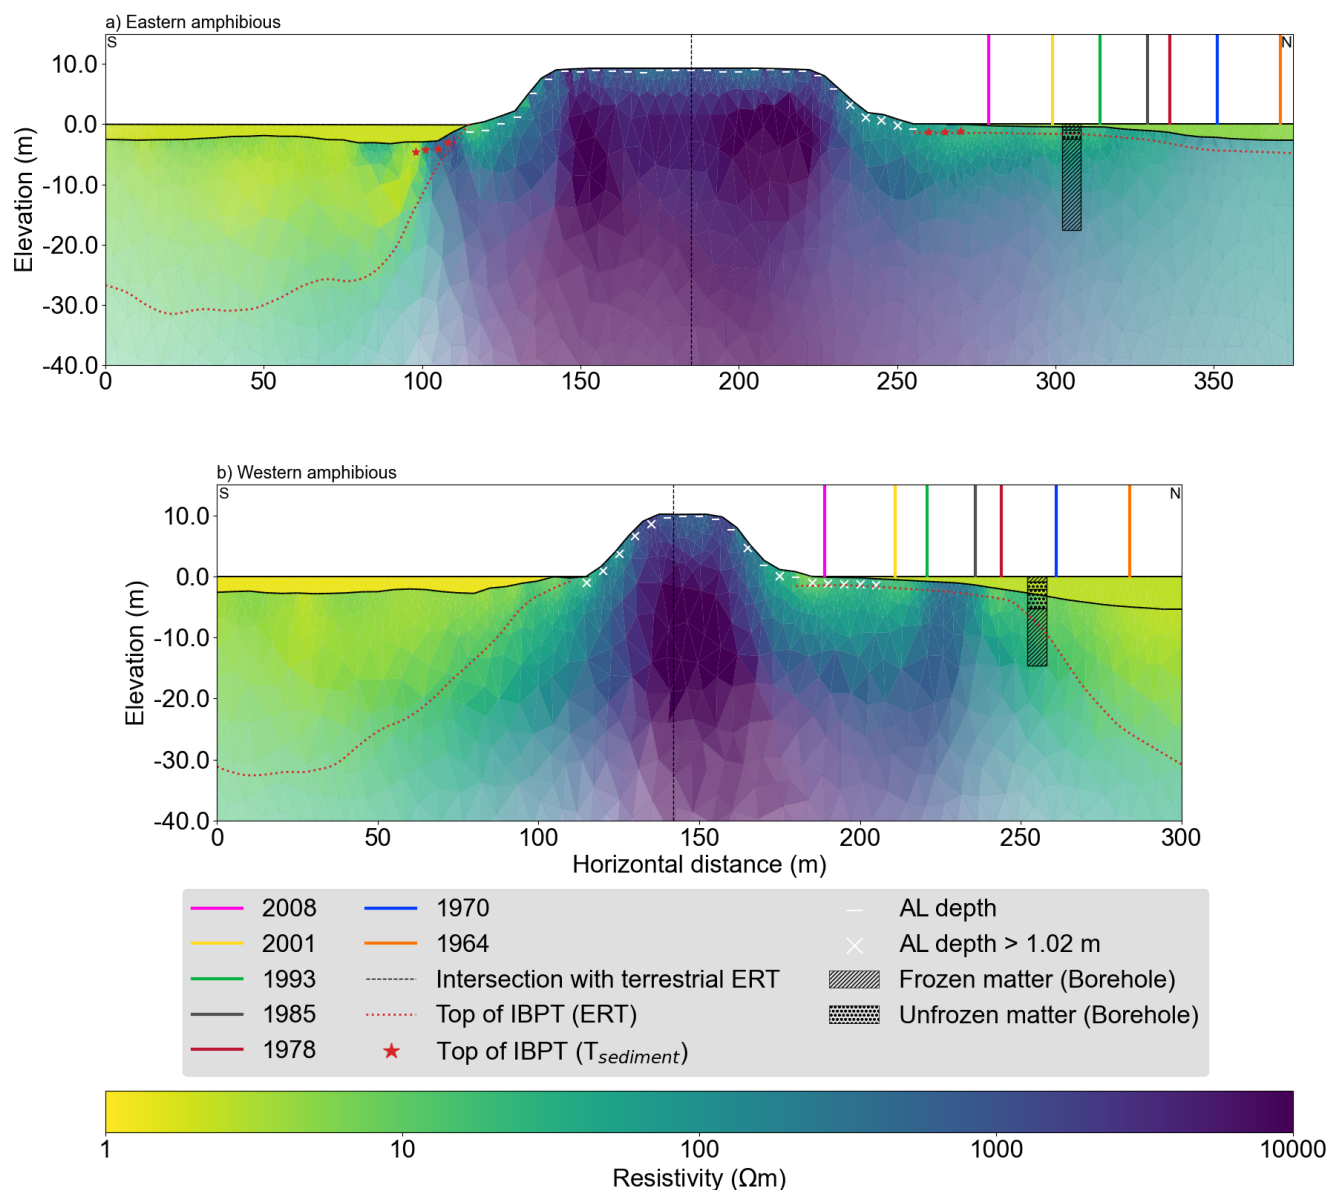 a) Eastern amphibious
S N
10.0
0.0
-10.0
-20.0
-30.0
-40.0
Elevation (m)
0 50 100 150 200 250 300 350
b) Western amphibious
S N
10.0
0.0
-10.0
-20.0
-30.0
-40.0
Elevation (m)
0 50 100 150 200 250 300
Horizontal distance (m)
2008 1970 AL depth
2001 1964 AL depth > 1.02 m
1993 Intersection with terrestrial ERT Frozen matter (Borehole)
1985 Top of IBPT (ERT) Unfrozen matter (Borehole)
1978 Top of IBPT (Tsediment)
1 10 100 1000 10000
Resistivity (Ωm)